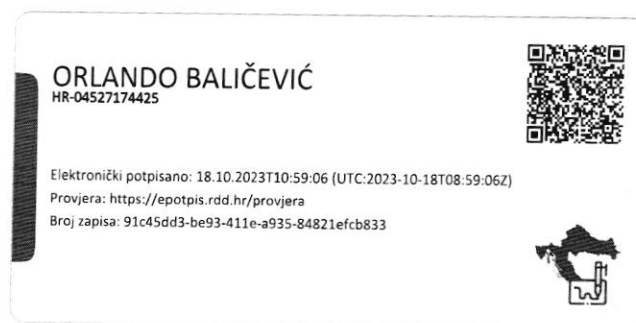 ORLANDO BALIČEVIĆ
HR-04527174425
Elektronički potpisano: 18.10.2023T10:59:06 (UTC:2023-10-18T08:59:06Z)
Provjera: https://epotpis.rdd.hr/provjera
Broj zapisa: 91c45dd3-be93-411e-a935-84821efcb833